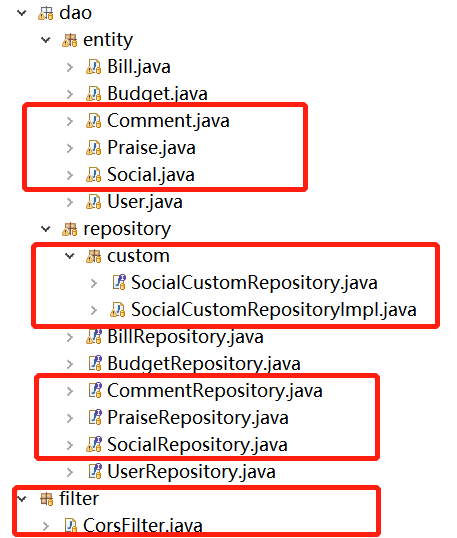 dao
entity
Bill.java
Budget.java
Comment.java
Praise.java
Social.java
User.java
repository
custom
SocialCustomRepository.java
SocialCustomRepositoryImpl.java
BillRepository.java
BudgetRepository.java
CommentRepository.java
PraiseRepository.java
SocialRepository.java
UserRepository.java
filter
CorsFilter.java